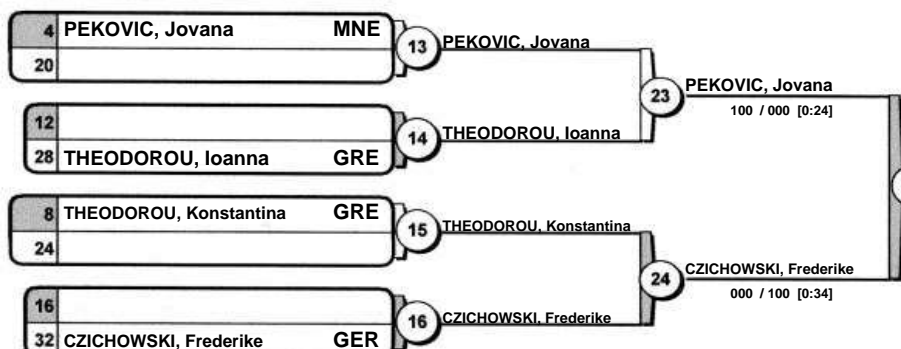 4 PEKOVIC, Jovana MNE
20
13 PEKOVIC, Jovana
12
28 THEODOROU, Ioanna GRE
14 THEODOROU, Ioanna
23 PEKOVIC, Jovana
100 / 000 [0:24]
8 THEODOROU, Konstantina GRE
24
15 THEODOROU, Konstantina
16
32 CZICHOWSKI, Frederike GER
16 CZICHOWSKI, Frederike
24 CZICHOWSKI, Frederike
000 / 100 [0:34]